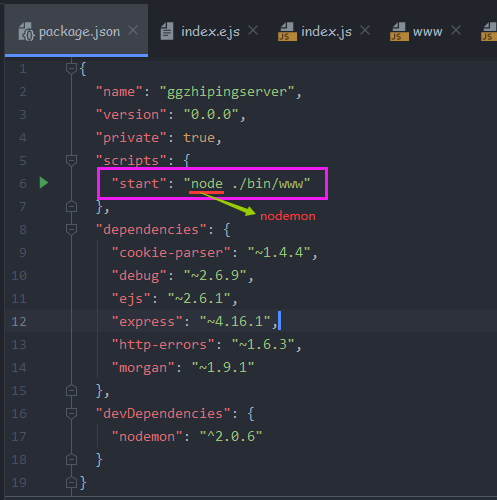 package.json index.ejs index.js www
1 {
2 "name": "ggzhipingserver",
3 "version": "0.0.0",
4 "private": true,
5 "scripts": {
6 "start": "node ./bin/www"
7 },
nodemon
8 "dependencies": {
9 "cookie-parser": "~1.4.4",
10 "debug": "~2.6.9",
11 "ejs": "~2.6.1",
12 "express": "~4.16.1",
13 "http-errors": "~1.6.3",
14 "morgan": "~1.9.1"
15 },
16 "devDependencies": {
17 "nodemon": "^2.0.6"
18 }
19 }